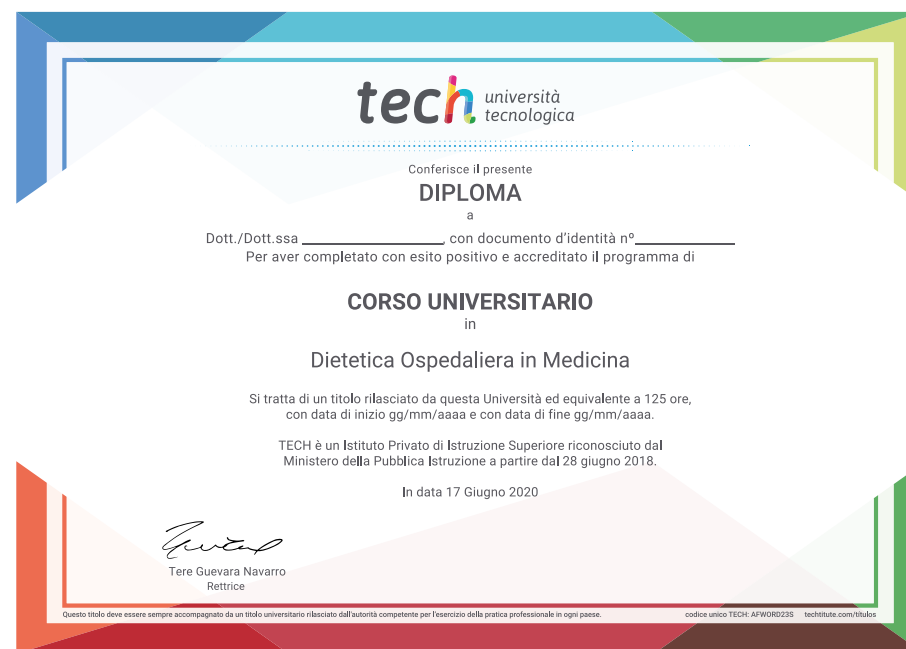 tech università
tecnologica
Conferisce il presente
DIPLOMA
a
Dott./Dott.ssa ____________________, con documento d'identità nº______________
Per aver completato con esito positivo e accreditato il programma di
CORSO UNIVERSITARIO
in
Dietetica Ospedaliera in Medicina
Si tratta di un titolo rilasciato da questa Università ed equivalente a 125 ore,
con data di inizio gg/mm/aaaa e con data di fine gg/mm/aaaa.
TECH è un Istituto Privato di Istruzione Superiore riconosciuto dal
Ministero della Pubblica Istruzione a partire dal 28 giugno 2018.
In data 17 Giugno 2020
Tere Guevara Navarro
Rettrice
Questo titolo deve essere sempre accompagnato da un titolo universitario rilasciato dall'autorità competente per l'esercizio della pratica professionale in ogni paese. codice unico TECH: AFWORD23S techtitute.com/titulos